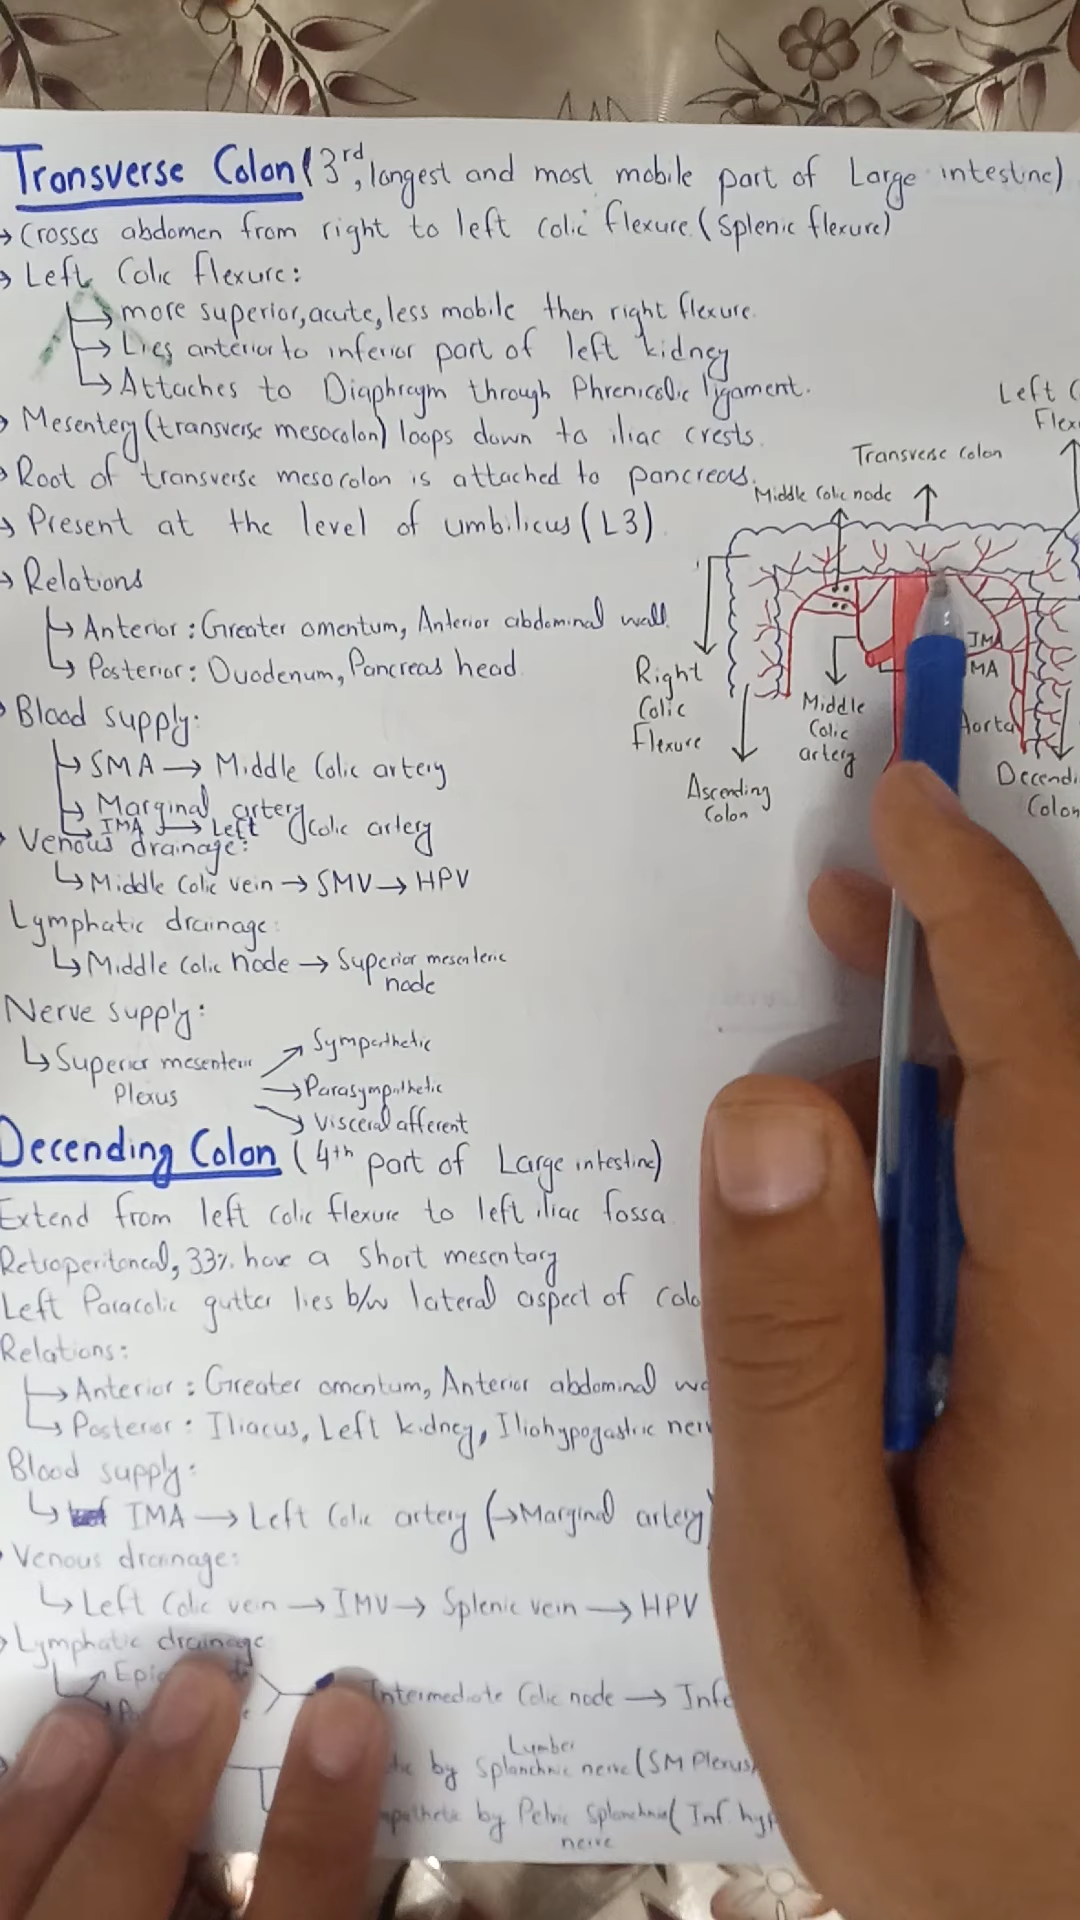 Transverse Colon (3rd, longest and most mobile part of Large intestine)
→ Crosses abdomen from right to left colic flexure (Splenic flexure)
→ Left Colic flexure:
↳ more superior, acute, less mobile then right flexure.
→ Lies anterior to inferior part of left kidney
↳ Attaches to Diaphragm through Phrenicolic ligament.
→ Mesentery (transverse mesocolon) loops down to iliac crests.
→ Root of transverse mesocolon is attached to pancreas.
→ Present at the level of umbilicus (L3)
→ Relations
↳ Anterior: Greater omentum, Anterior abdominal wall.
↳ Posterior: Duodenum, Pancreas head
Blood supply:
↳ SMA → Middle Colic artery
↳ Marginal artery
↳ IMA → Left Colic artery
Venous drainage:
↳ Middle Colic vein → SMV → HPV
Lymphatic drainage:
↳ Middle Colic node → Superior mesenteric
node
Nerve supply:
↳ Superior
Plexus
Sympathetic
→ Parasympathetic
Visceral afferent
Left
Transverse Colon
Middle Colic node
Right
Colic
Flexure
Middle
Colic
artery
MA
Aorta
Ascending
Colon
Colon
Decending Colon (4th part of Large intestine)
Extend from left colic flexure to left iliac fossa
Retroperitoneal, 33% have a short mesentary
Left Paracolic gutter lies b/w lateral aspect of
Relations:
↳ Anterior: Greater omentum, Anterior abdominal
↳ Posterior: Iliacus, Left kidney, Iliohypogastric
Blood supply:
↳ IMA → Left Colic artery (→ Marginal artery)
Venous drainage:
↳ Left Colic vein → IMV → Splenic vein → HPV
→ Lymphatic drainage
Intermediate Colic node →
Lumber
by Splanchnic nerve (SM Plexus)
by Pelvic Splanchnic (Inf.
nerve